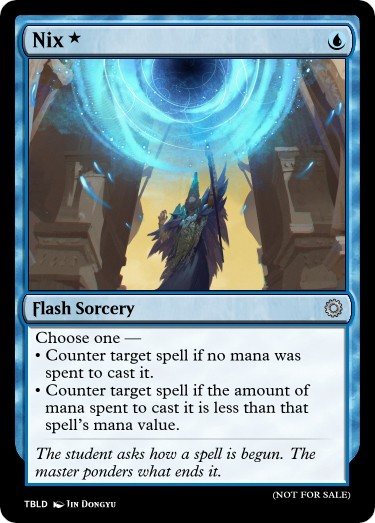 Nix ★
Flash Sorcery
Choose one —
• Counter target spell if no mana was
spent to cast it.
• Counter target spell if the amount of
mana spent to cast it is less than that
spell's mana value.
The student asks how a spell is begun. The
master ponders what ends it.
(NOT FOR SALE)
TBLD Jin Dongyu